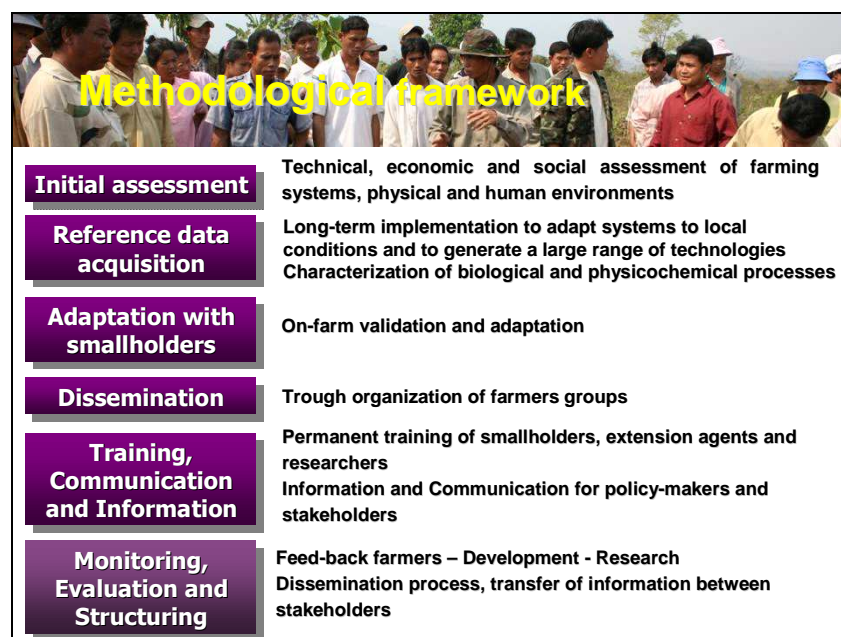 Methodological framework
Initial assessment
Technical, economic and social assessment of farming
systems, physical and human environments
Reference data
acquisition
Long-term implementation to adapt systems to local
conditions and to generate a large range of technologies
Characterization of biological and physicochemical processes
Adaptation with
smallholders
On-farm validation and adaptation
Dissemination
Trough organization of farmers groups
Training,
Communication
and Information
Permanent training of smallholders, extension agents and
researchers
Information and Communication for policy-makers and
stakeholders
Monitoring,
Evaluation and
Structuring
Feed-back farmers – Development - Research
Dissemination process, transfer of information between
stakeholders